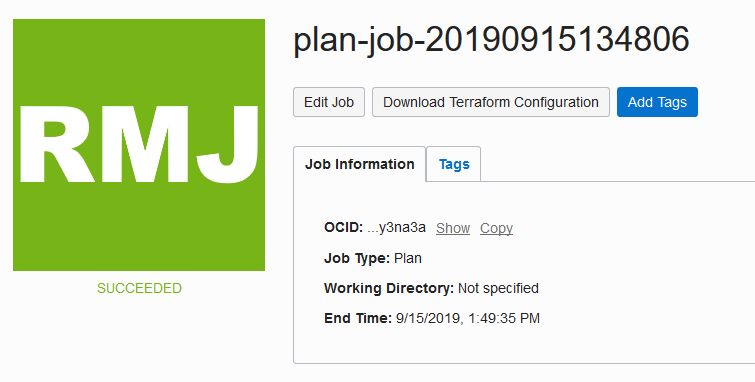 RMJ
SUCCEEDED
plan-job-20190915134806
Edit Job Download Terraform Configuration Add Tags
Job Information Tags
OCID: ...y3na3a Show Copy
Job Type: Plan
Working Directory: Not specified
End Time: 9/15/2019, 1:49:35 PM